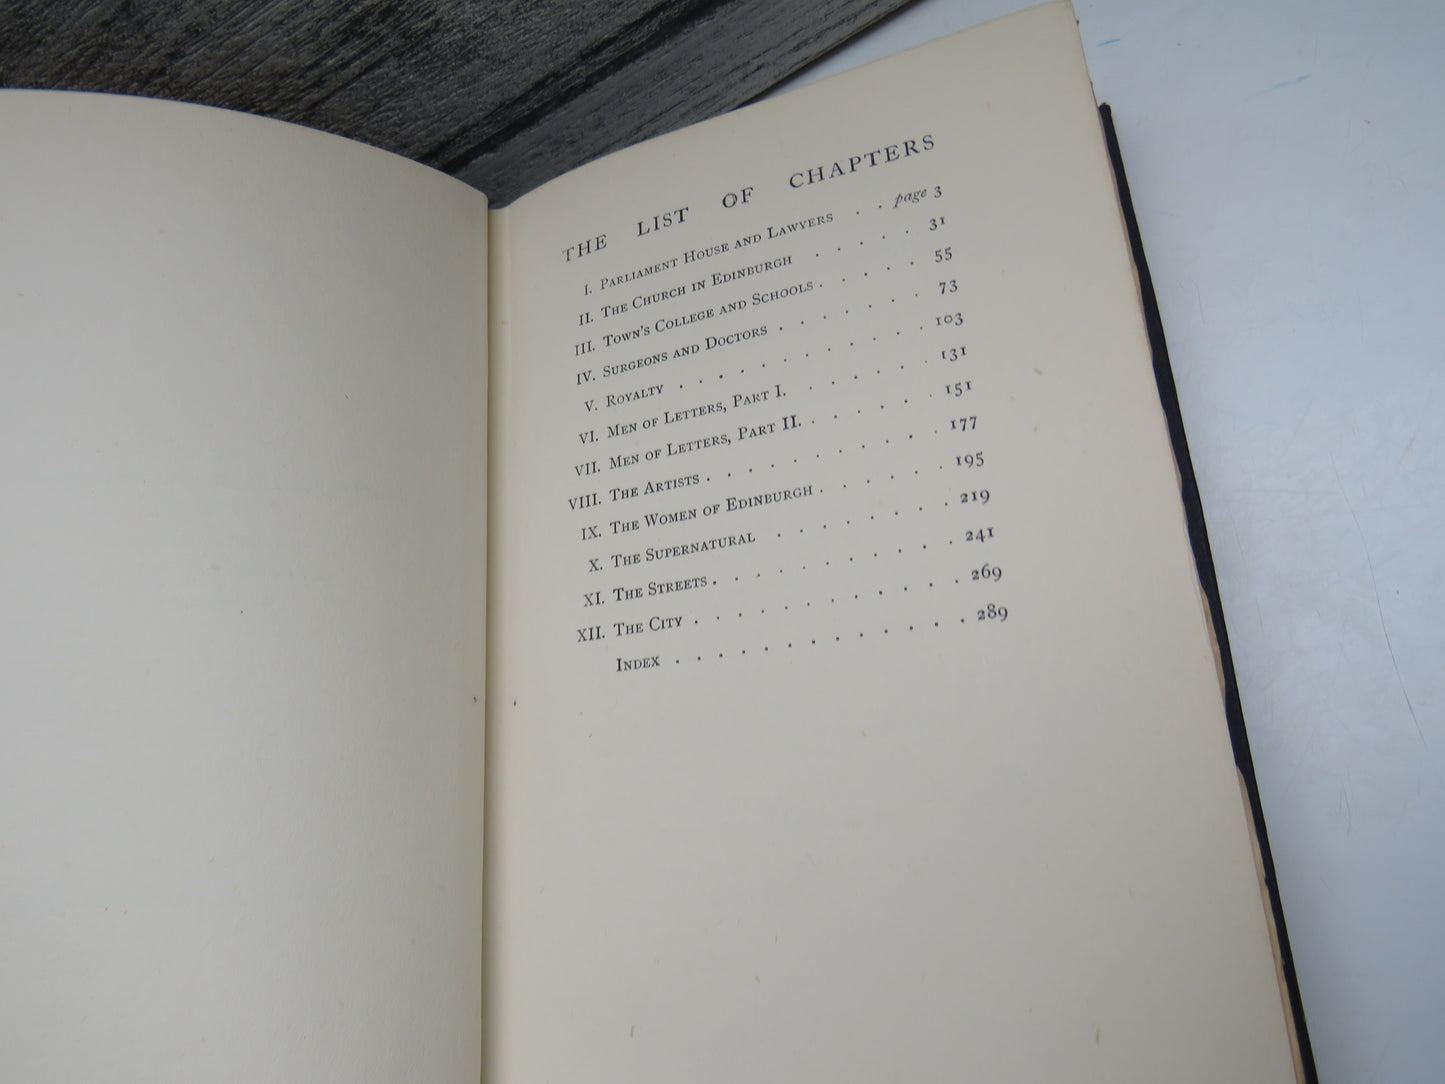 THE LIST OF CHAPTERS
I. Parliament House and Lawyers . . page 3
II. The Church in Edinburgh . . . . 31
III. Town's College and Schools . . . . 55
IV. Surgeons and Doctors . . . . . 73
V. Royalty . . . . . . . . . 103
VI. Men of Letters, Part I. . . . . . 131
VII. Men of Letters, Part II. . . . . . 151
VIII. The Artists . . . . . . . . 177
IX. The Women of Edinburgh . . . . . 195
X. The Supernatural . . . . . . . 219
XI. The Streets . . . . . . . . . 241
XII. The City . . . . . . . . . . 269
Index . . . . . . . . . . 289